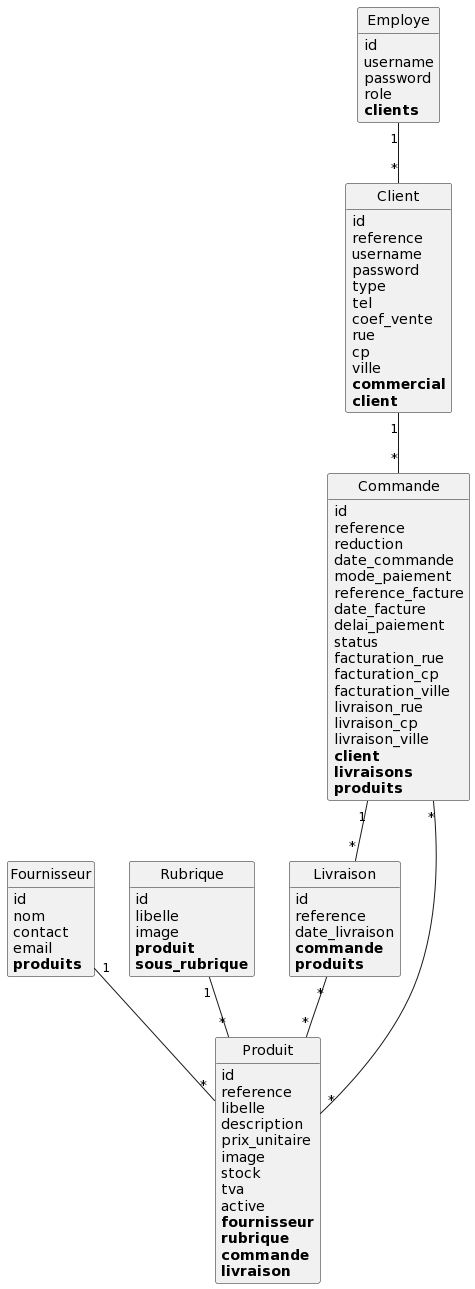 Employe
id
username
password
role
clients
1
*
Client
id
reference
username
password
type
tel
coef_vente
rue
cp
ville
commercial
client
1
*
Commande
id
reference
reduction
date_commande
mode_paiement
reference_facture
date_facture
delai_paiement
status
facturation_rue
facturation_cp
facturation_ville
livraison_rue
livraison_cp
livraison_ville
client
livraisons
produits
1
*
*
Fournisseur
id
nom
contact
email
produits
Rubrique
id
libelle
image
produit
sous_rubrique
Livraison
id
reference
date_livraison
commande
produits
1
1
*
*
*
*
*
Produit
id
reference
libelle
description
prix_unitaire
image
stock
tva
active
fournisseur
rubrique
commande
livraison